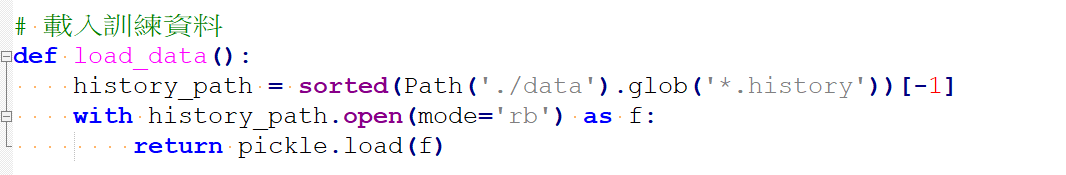 # 載入訓練資料
def load_data():
    history_path = sorted(Path('./data').glob('*.history'))[-1]
    with history_path.open(mode='rb') as f:
        return pickle.load(f)